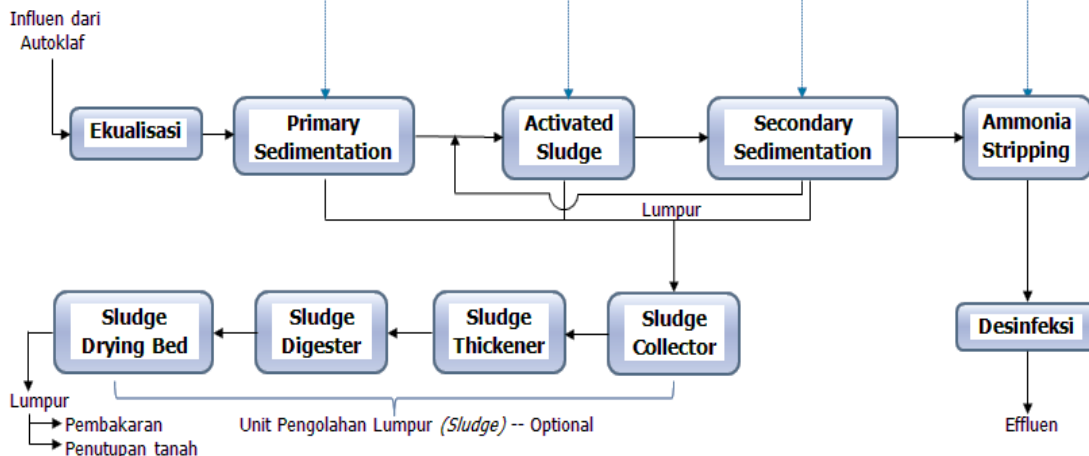 Influen dari
Autoklaf
Ekualisasi
Primary
Sedimentation
Activated
Sludge
Secondary
Sedimentation
Ammonia
Stripping
Lumpur
Sludge
Drying Bed
Sludge
Digester
Sludge
Thickener
Sludge
Collector
Desinfeksi
Lumpur
Pembakaran
Penutupan tanah
Unit Pengolahan Lumpur (Sludge) -- Optional
Effluen